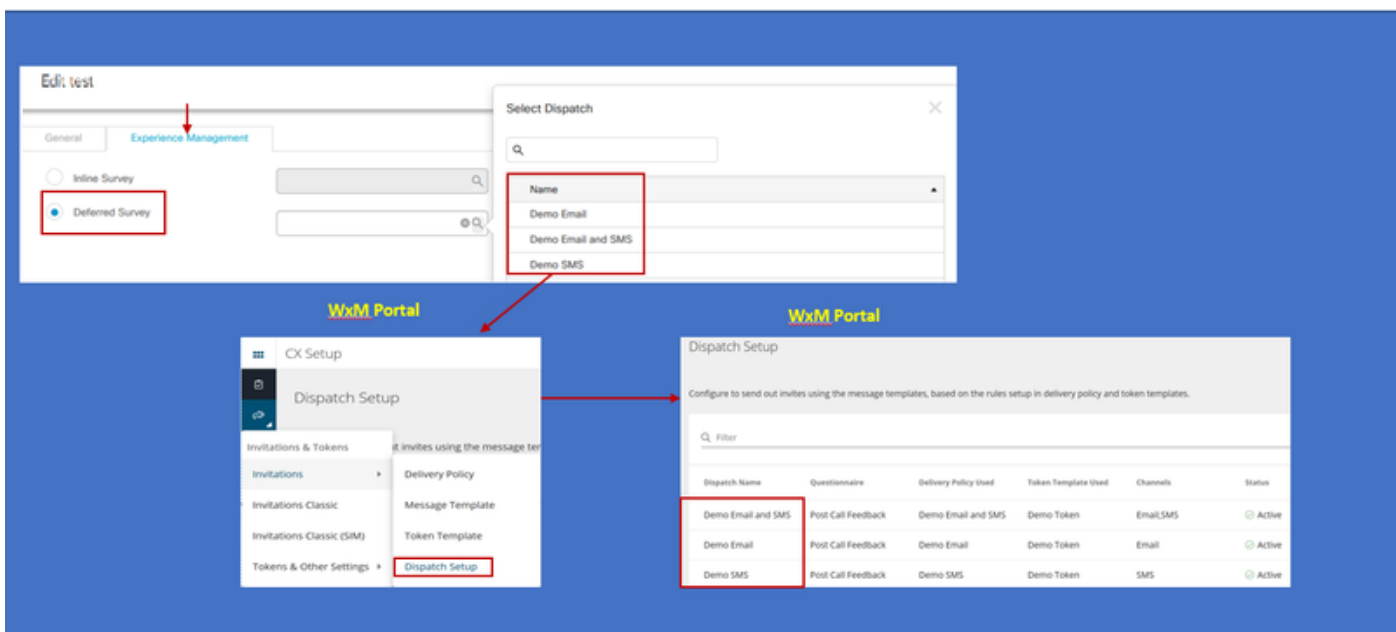 Edit test
General Experience Management
Inline Survey
Deferred Survey
Select Dispatch
Name
Demo Email
Demo Email and SMS
Demo SMS
WxM Portal
CX Setup
Dispatch Setup
Invitations & Tokens
it invites using the message ter
Invitations
Delivery Policy
Invitations Classic
Message Template
Invitations Classic (SIM)
Token Template
Tokens & Other Settings
Dispatch Setup
WxM Portal
Dispatch Setup
Configure to send out invites using the message templates, based on the rules setup in delivery policy and token templates.
Filter
Dispatch Name Questionnaire Delivery Policy Used Token Template Used Channels Status
Demo Email and SMS Post Call Feedback Demo Email and SMS Demo Token Email,SMS Active
Demo Email Post Call Feedback Demo Email Demo Token Email Active
Demo SMS Post Call Feedback Demo SMS Demo Token SMS Active